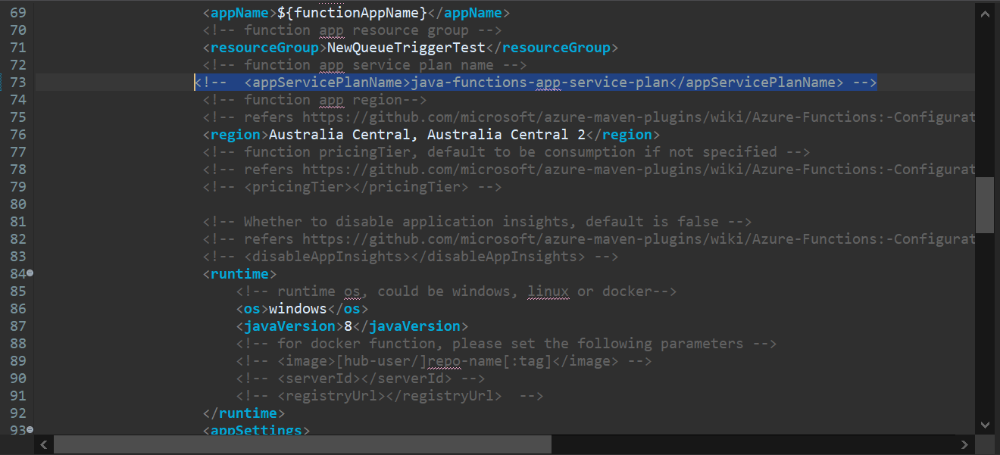 69 <appName>${functionAppName}</appName>
70 <!-- function app resource group -->
71 <resourceGroup>NewQueueTriggerTest</resourceGroup>
72 <!-- function app service plan name -->
73 <!--  <appServicePlanName>java-functions-app-service-plan</appServicePlanName> -->
74 <!-- function app region-->
75 <!-- refers https://github.com/microsoft/azure-maven-plugins/wiki/Azure-Functions:-Configurat
76 <region>Australia Central, Australia Central 2</region>
77 <!-- function pricingTier, default to be consumption if not specified -->
78 <!-- refers https://github.com/microsoft/azure-maven-plugins/wiki/Azure-Functions:-Configurat
79 <!-- <pricingTier></pricingTier> -->
80
81 <!-- Whether to disable application insights, default is false -->
82 <!-- refers https://github.com/microsoft/azure-maven-plugins/wiki/Azure-Functions:-Configurat
83 <!-- <disableAppInsights></disableAppInsights> -->
84 <runtime>
85 <!-- runtime os, could be windows, linux or docker-->
86 <os>windows</os>
87 <javaVersion>8</javaVersion>
88 <!-- for docker function, please set the following parameters -->
89 <!-- <image>[hub-user/]repo-name[:tag]</image> -->
90 <!-- <serverId></serverId> -->
91 <!-- <registryUrl></registryUrl>  -->
92 </runtime>
93 <appSettings>